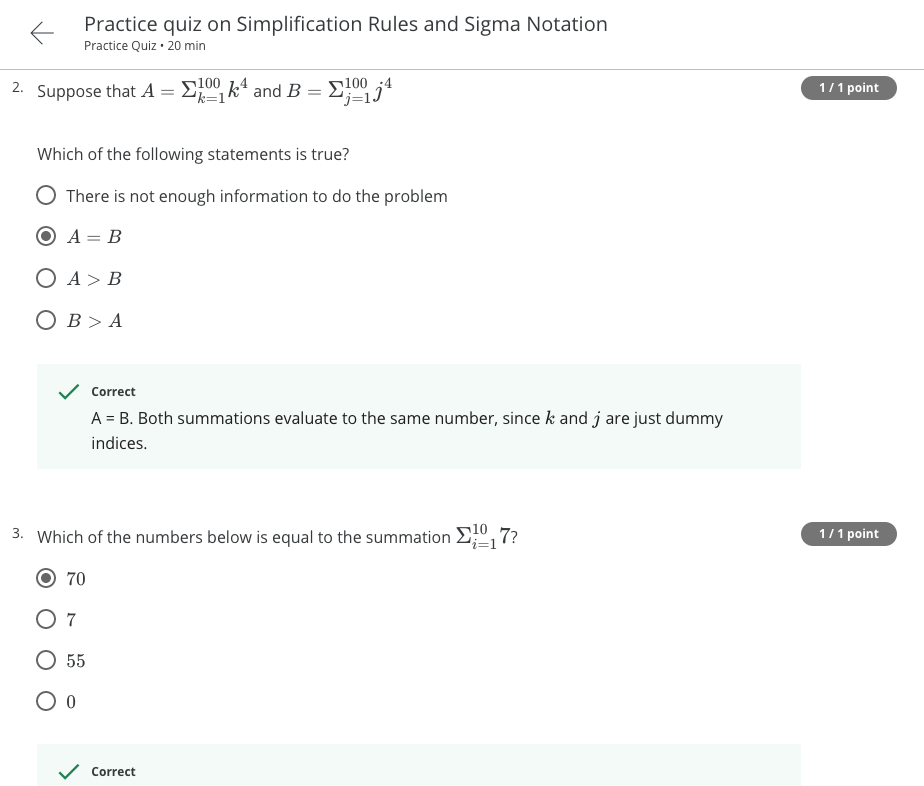 Practice quiz on Simplification Rules and Sigma Notation
Practice Quiz • 20 min
2. Suppose that A = Σ_{k=1}^{100} k^4 and B = Σ_{j=1}^{100} j^4
1 / 1 point
Which of the following statements is true?
There is not enough information to do the problem
A = B
A > B
B > A
Correct
A = B. Both summations evaluate to the same number, since k and j are just dummy
indices.
3. Which of the numbers below is equal to the summation Σ_{i=1}^{10} 7?
1 / 1 point
70
7
55
0
Correct